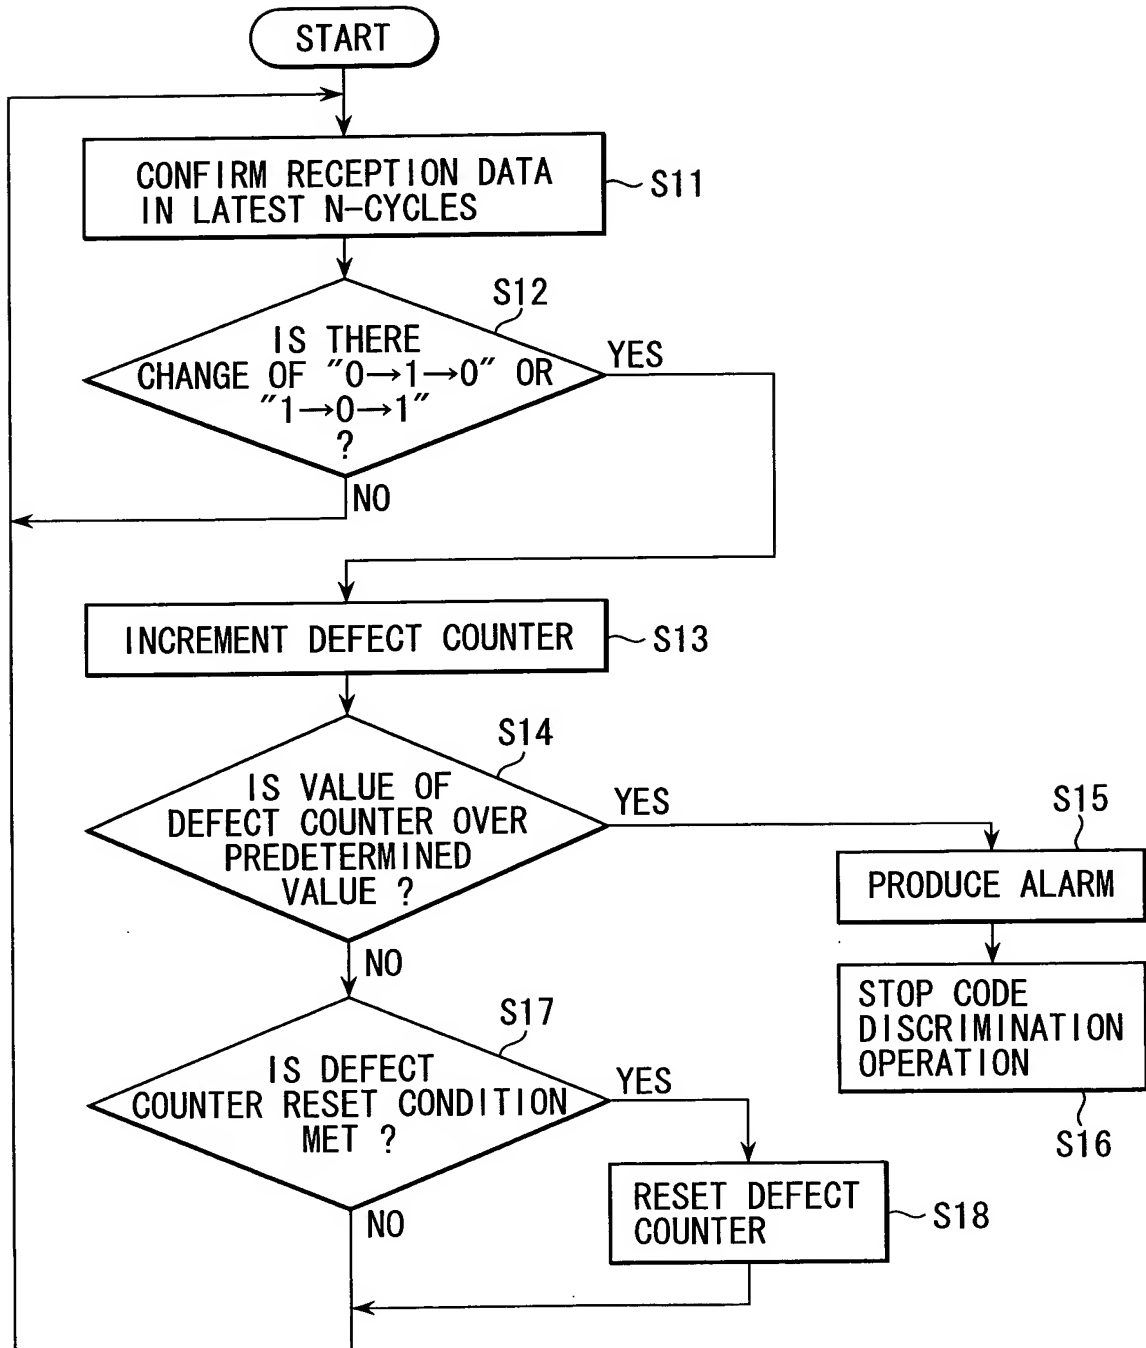 START
CONFIRM RECEPTION DATA
IN LATEST N-CYCLES
S11
S12
IS THERE
CHANGE OF "0→1→0" OR
"1→0→1"
?
YES
NO
INCREMENT DEFECT COUNTER
S13
S14
IS VALUE OF
DEFECT COUNTER OVER
PREDETERMINED
VALUE ?
YES
NO
S15
PRODUCE ALARM
STOP CODE
DISCRIMINATION
OPERATION
S16
S17
IS DEFECT
COUNTER RESET CONDITION
MET ?
YES
NO
RESET DEFECT
COUNTER
S18